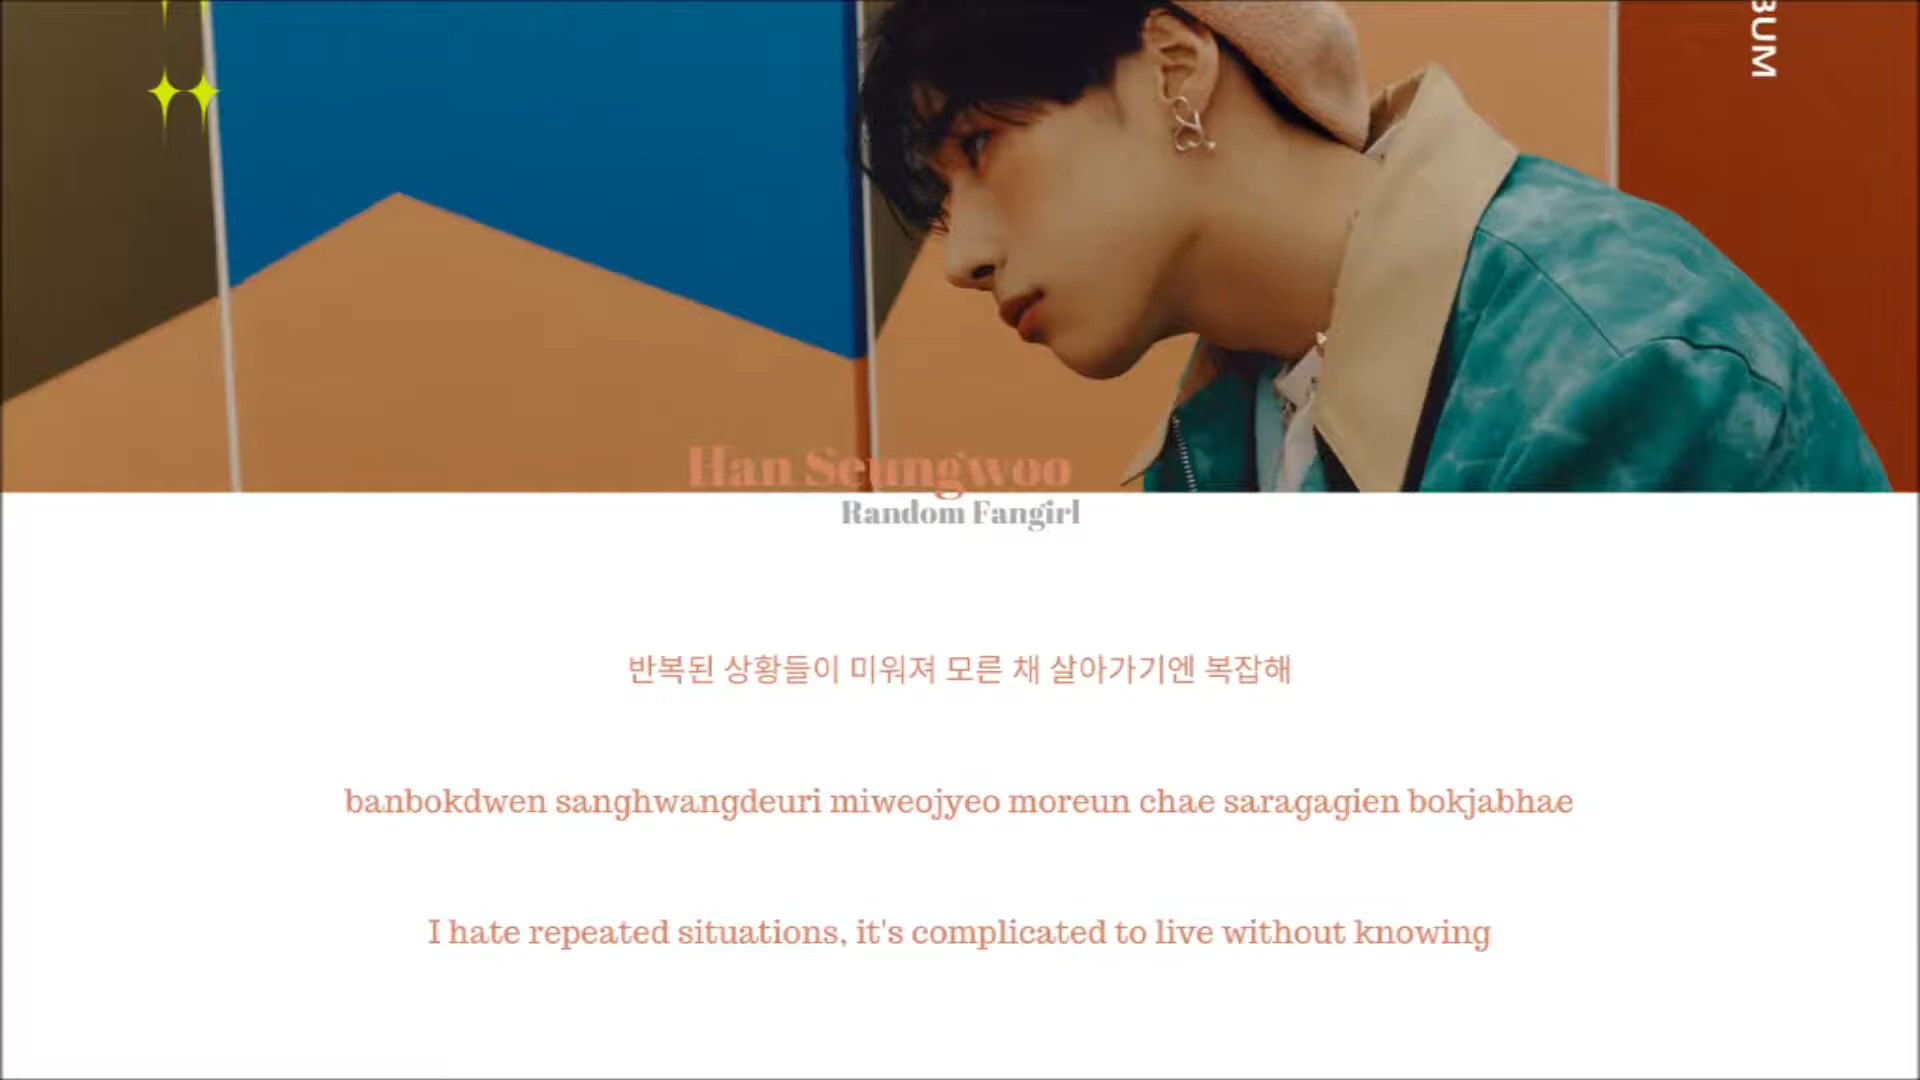 BUM
Han Seungwoo
Random Fangirl
반복된 상황들이 미워져 모른 채 살아가기엔 복잡해
banbokdwen sanghwangdeuri miweojyeo moreun chae saragagien bokjabhae
I hate repeated situations, it's complicated to live without knowing